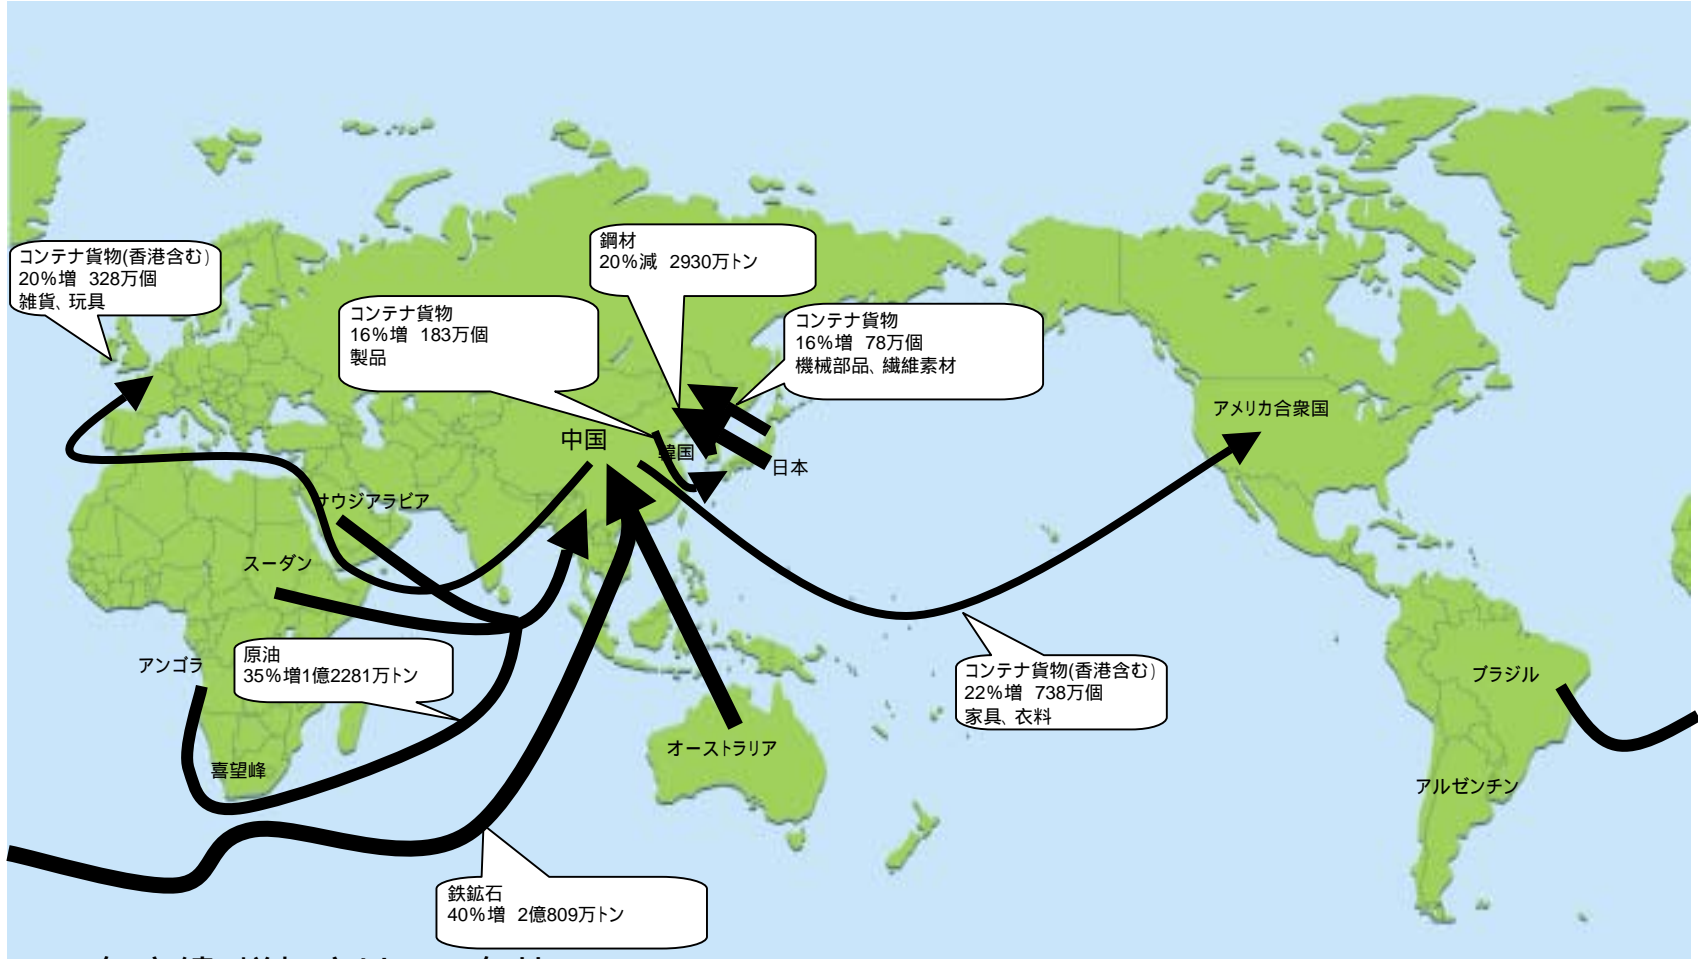 コンテナ貨物(香港含む)
20%増 328万個
雑貨、玩具
鋼材
20%減 2930万トン
コンテナ貨物
16%増 183万個
製品
コンテナ貨物
16%増 78万個
機械部品、繊維素材
中国
韓国
日本
アメリカ合衆国
サウジアラビア
スーダン
アンゴラ
原油
35%増1億2281万トン
喜望峰
オーストラリア
コンテナ貨物(香港含む)
22%増 738万個
家具、衣料
ブラジル
アルゼンチン
鉄鉱石
40%増 2億809万トン